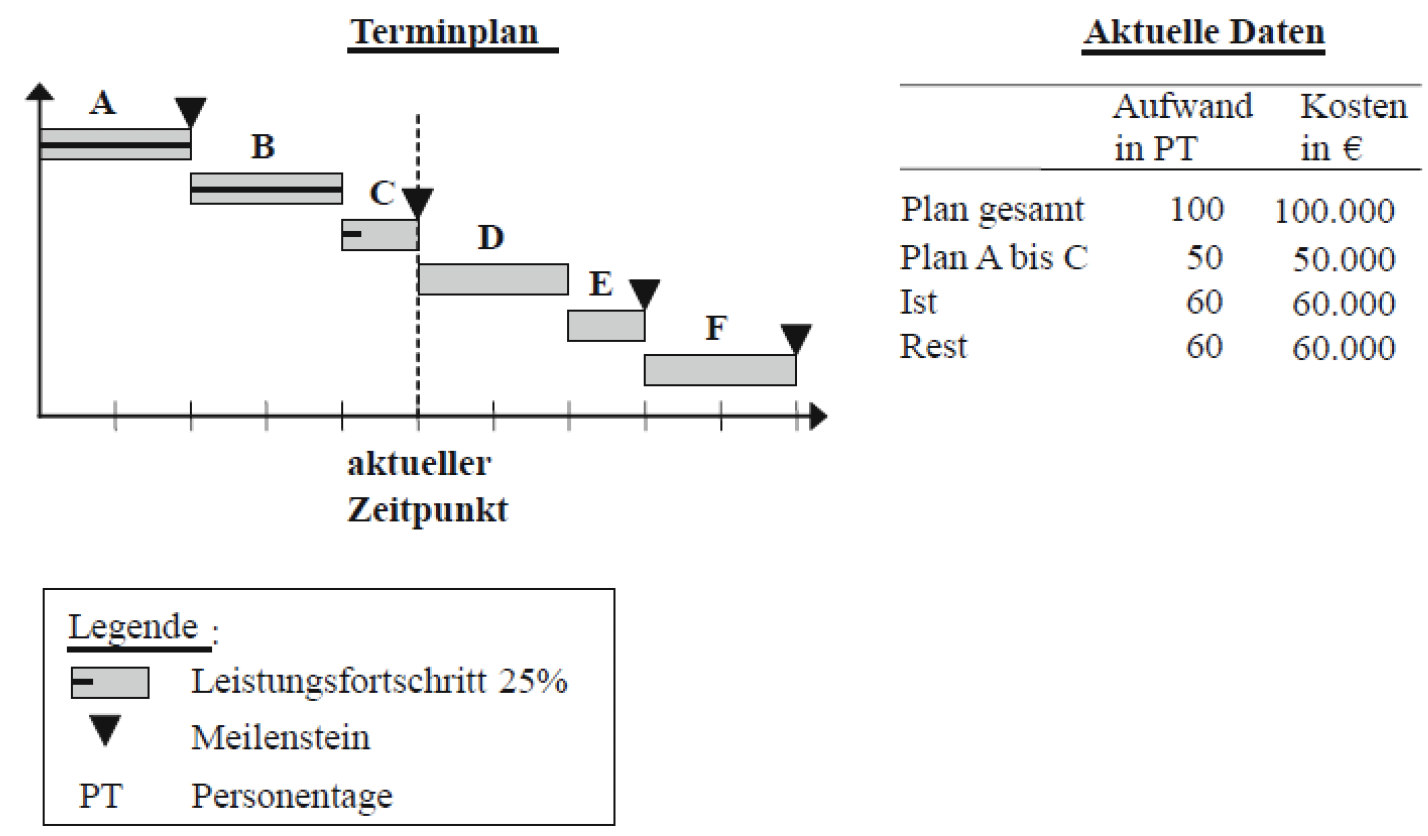 Terminplan
A
B
C
D
E
F
aktueller
Zeitpunkt
Aktuelle Daten
Aufwand Kosten
in PT in €
Plan gesamt 100 100.000
Plan A bis C 50 50.000
Ist 60 60.000
Rest 60 60.000
Legende :
Leistungsfortschritt 25%
Meilenstein
PT Personentage